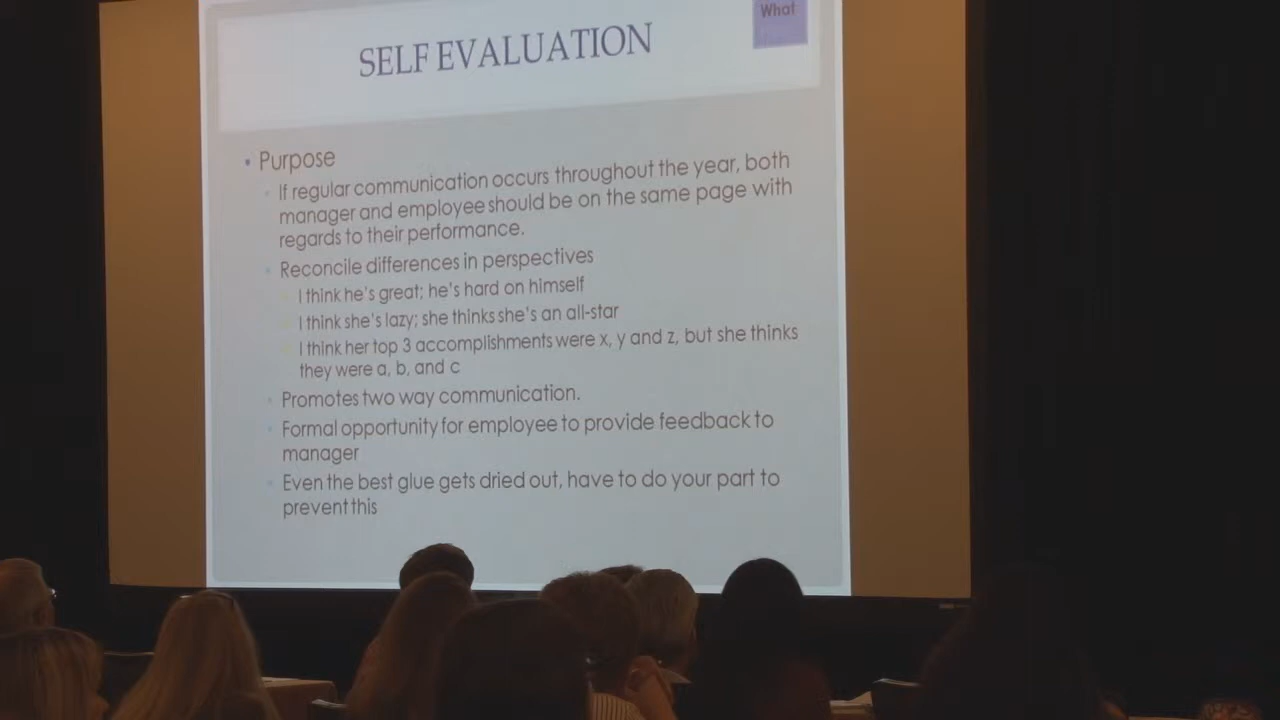 What
SELF EVALUATION
• Purpose
If regular communication occurs throughout the year, both
manager and employee should be on the same page with
regards to their performance.
Reconcile differences in perspectives
I think he's great; he's hard on himself
I think she's lazy; she thinks she's an all-star
I think her top 3 accomplishments were x, y and z, but she thinks
they were a, b, and c
Promotes two way communication.
Formal opportunity for employee to provide feedback to
manager
Even the best glue gets dried out, have to do your part to
prevent this